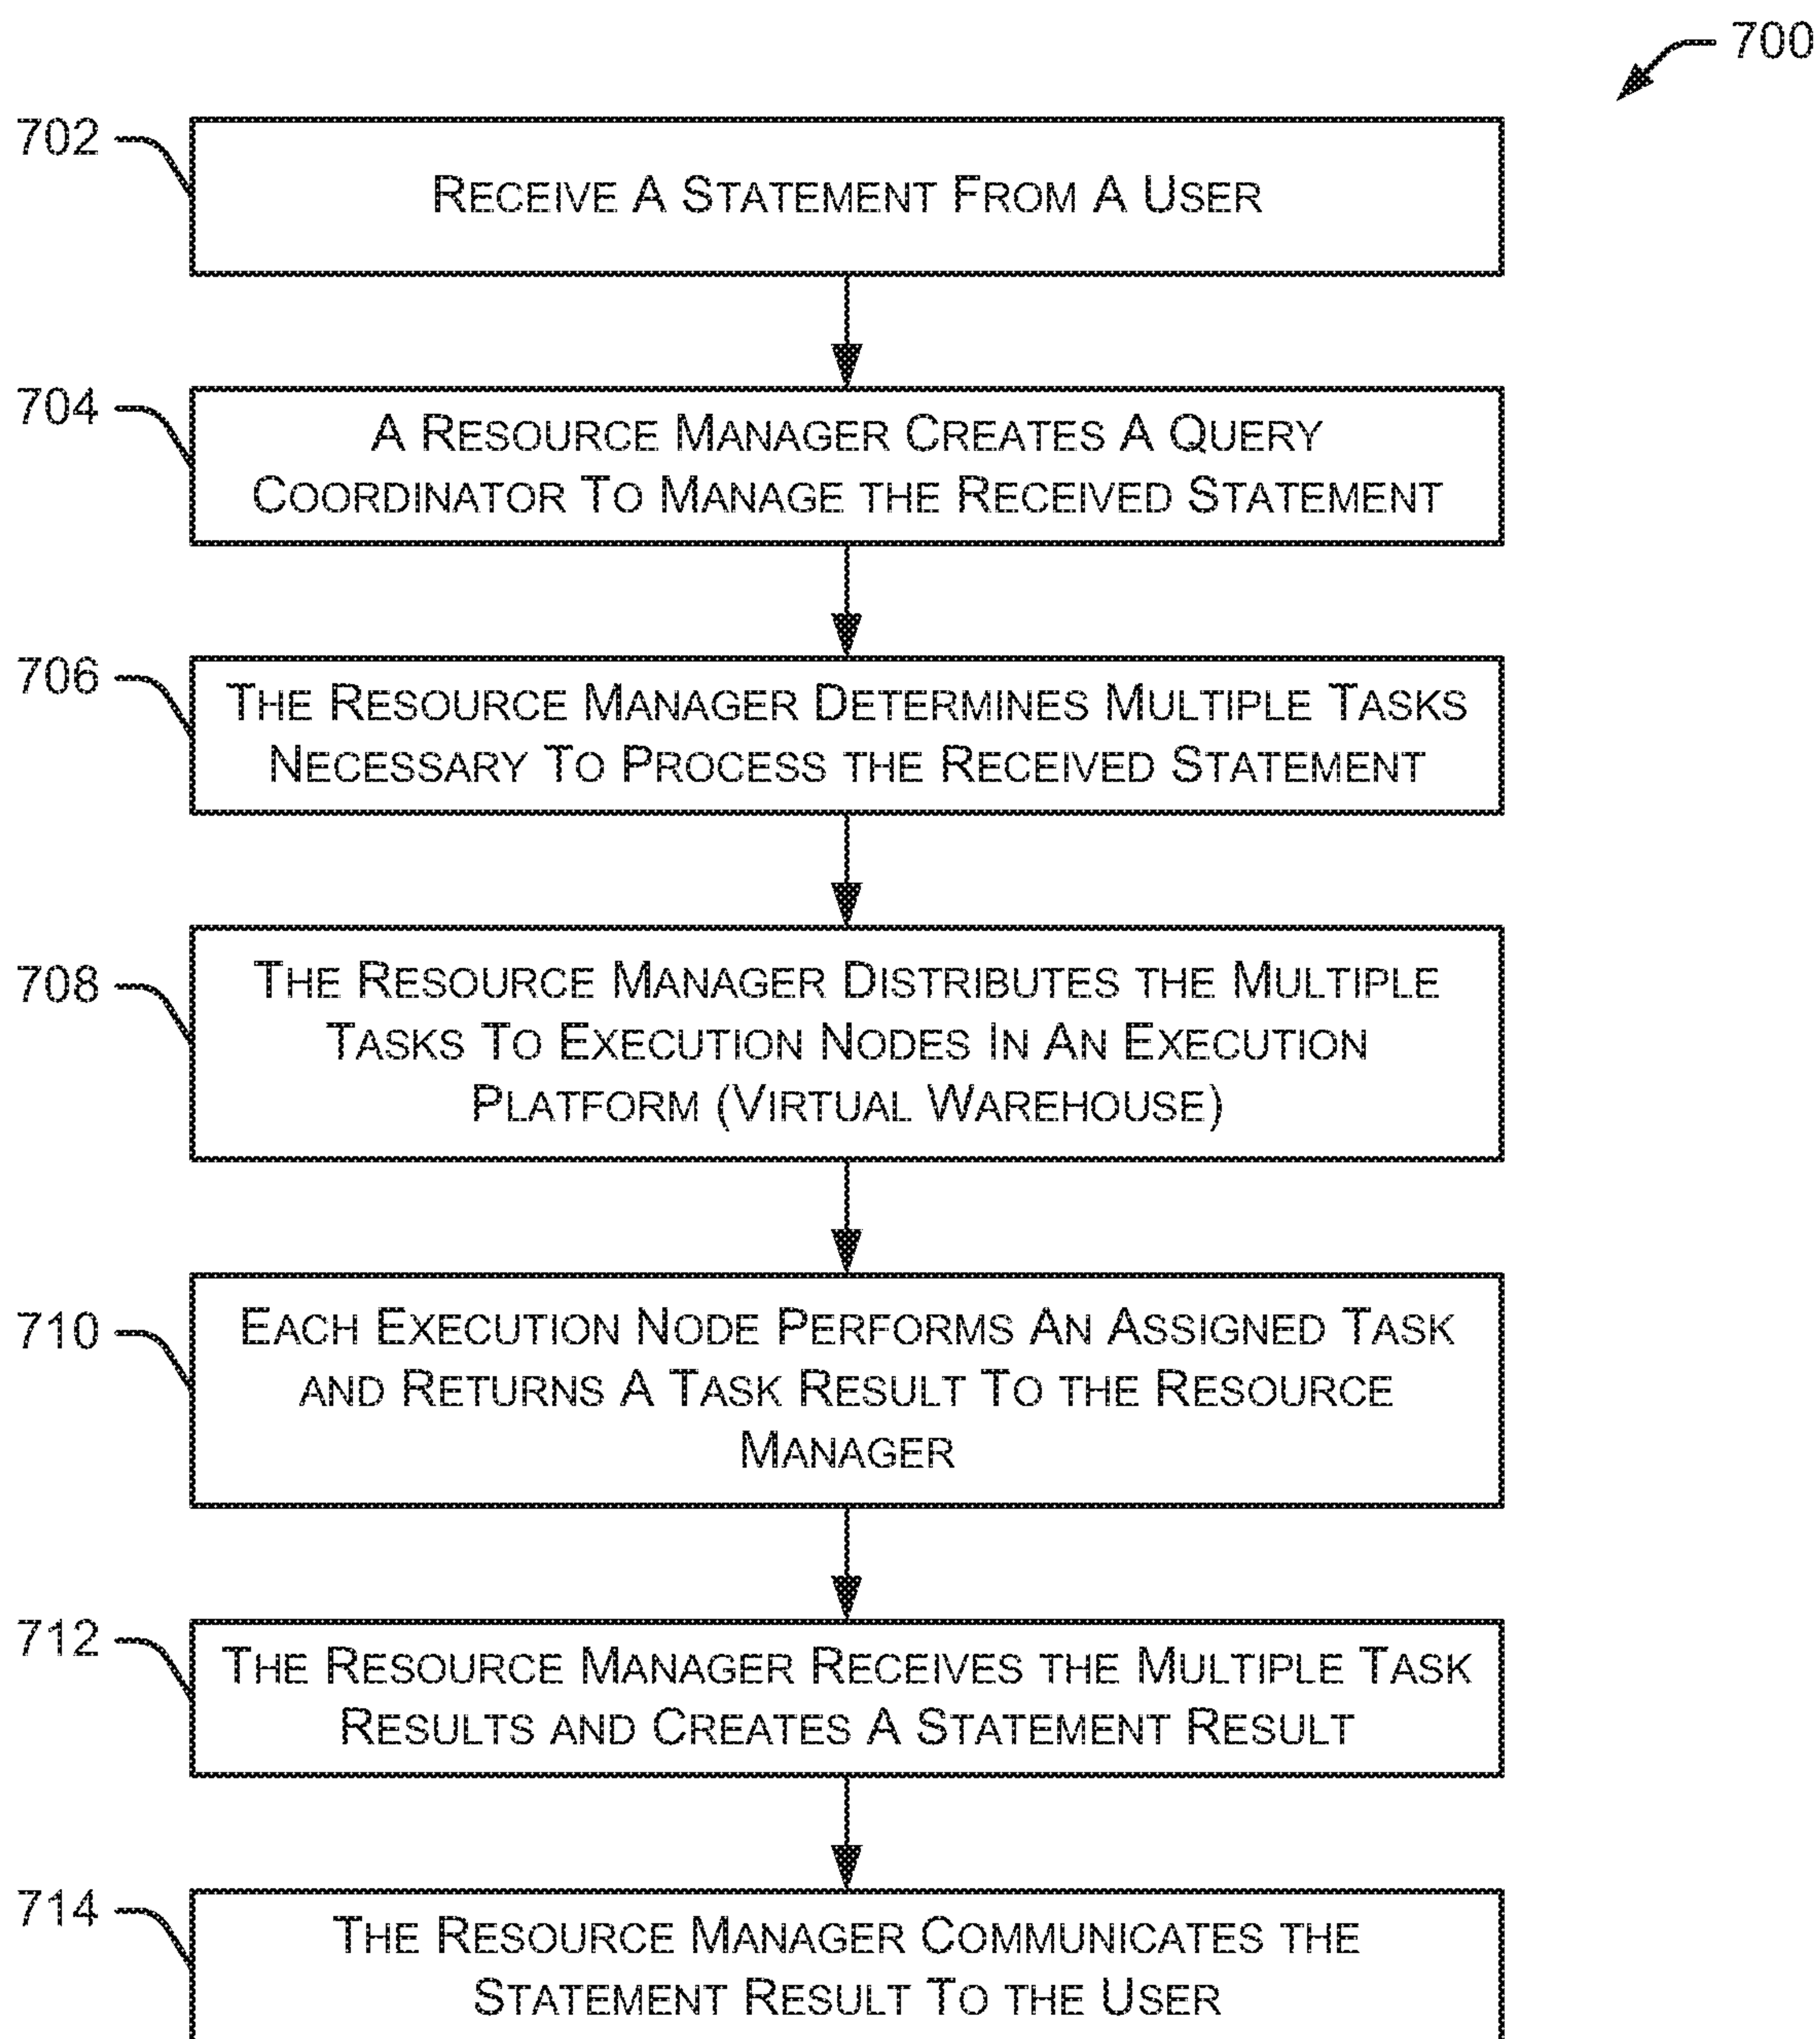 700
702
RECEIVE A STATEMENT FROM A USER
704
A RESOURCE MANAGER CREATES A QUERY
COORDINATOR TO MANAGE THE RECEIVED STATEMENT
706
THE RESOURCE MANAGER DETERMINES MULTIPLE TASKS
NECESSARY TO PROCESS THE RECEIVED STATEMENT
708
THE RESOURCE MANAGER DISTRIBUTES THE MULTIPLE
TASKS TO EXECUTION NODES IN AN EXECUTION
PLATFORM (VIRTUAL WAREHOUSE)
710
EACH EXECUTION NODE PERFORMS AN ASSIGNED TASK
AND RETURNS A TASK RESULT TO THE RESOURCE
MANAGER
712
THE RESOURCE MANAGER RECEIVES THE MULTIPLE TASK
RESULTS AND CREATES A STATEMENT RESULT
714
THE RESOURCE MANAGER COMMUNICATES THE
STATEMENT RESULT TO THE USER